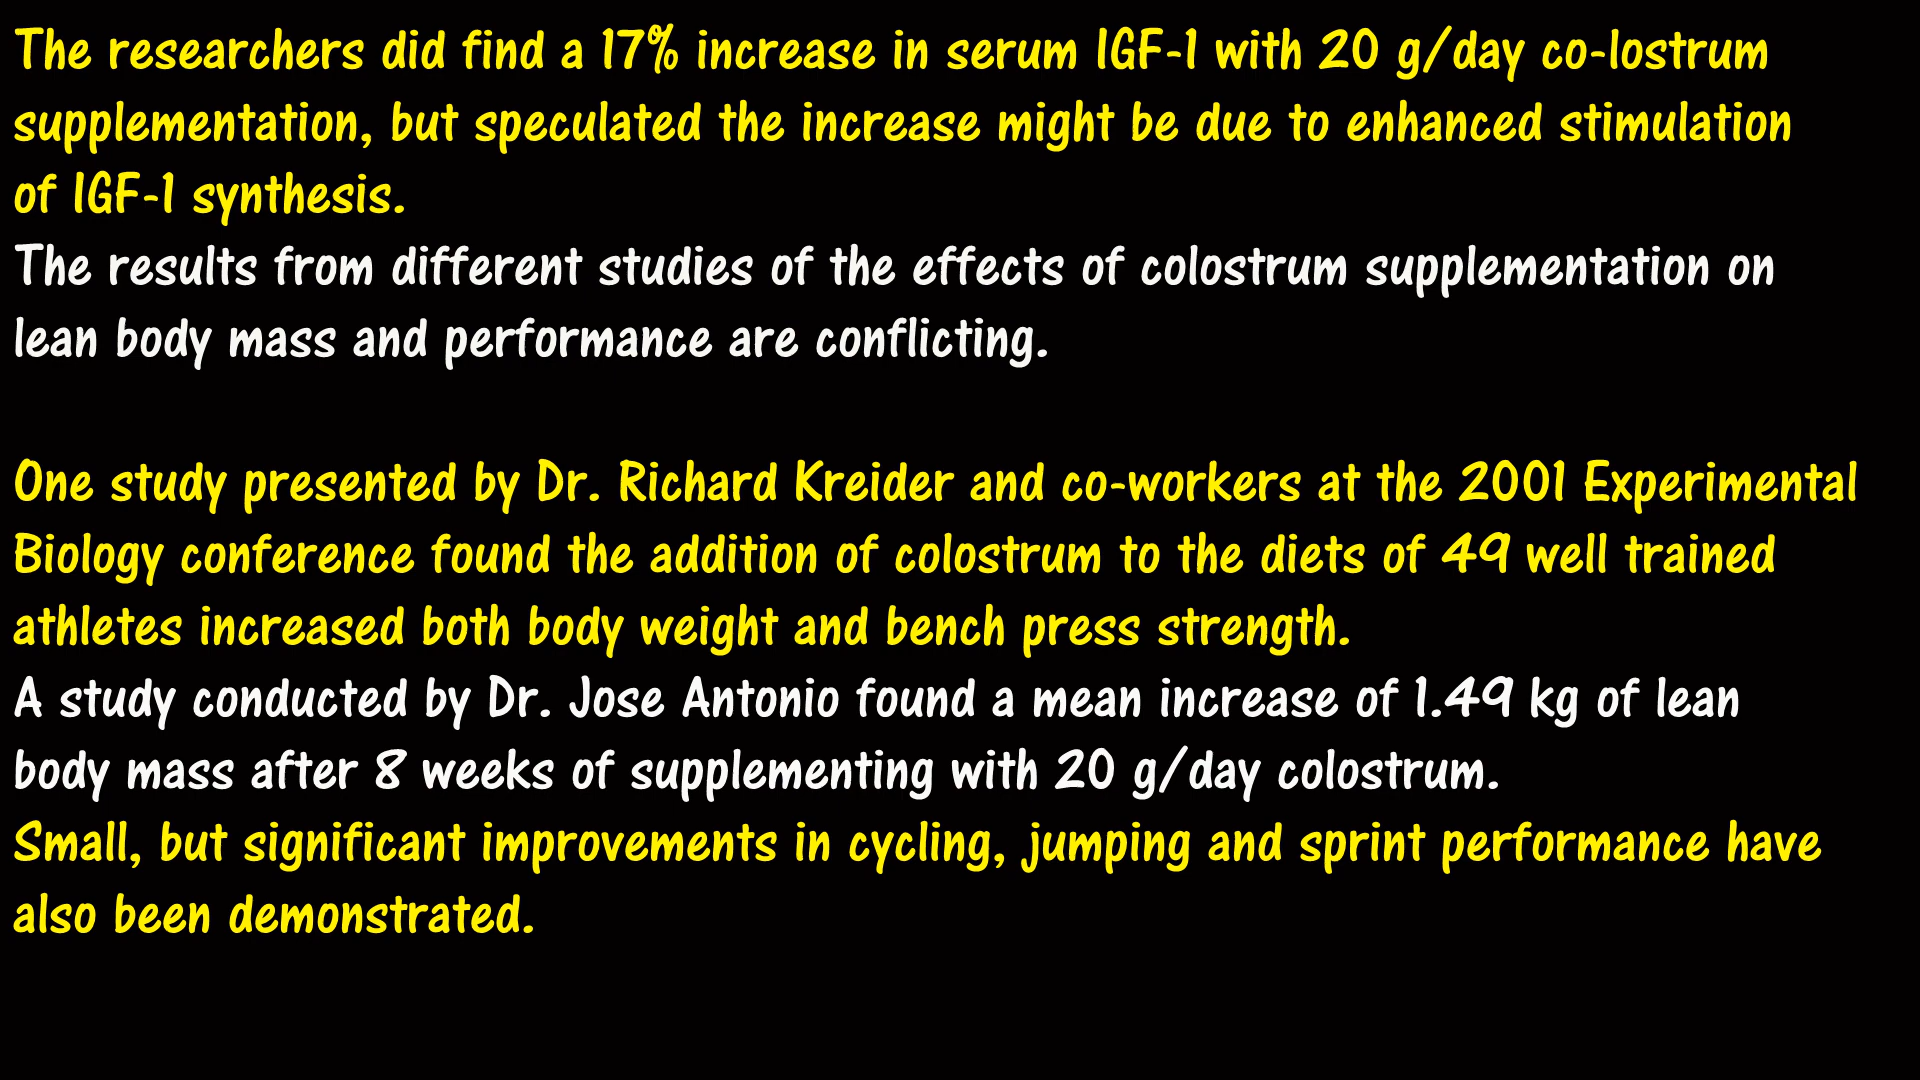 The researchers did find a 17% increase in serum IGF-1 with 20 g/day co-lostrum
supplementation, but speculated the increase might be due to enhanced stimulation
of IGF-1 synthesis.
The results from different studies of the effects of colostrum supplementation on
lean body mass and performance are conflicting.
One study presented by Dr. Richard Kreider and co-workers at the 2001 Experimental
Biology conference found the addition of colostrum to the diets of 49 well trained
athletes increased both body weight and bench press strength.
A study conducted by Dr. Jose Antonio found a mean increase of 1.49 kg of lean
body mass after 8 weeks of supplementing with 20 g/day colostrum.
Small, but significant improvements in cycling, jumping and sprint performance have
also been demonstrated.